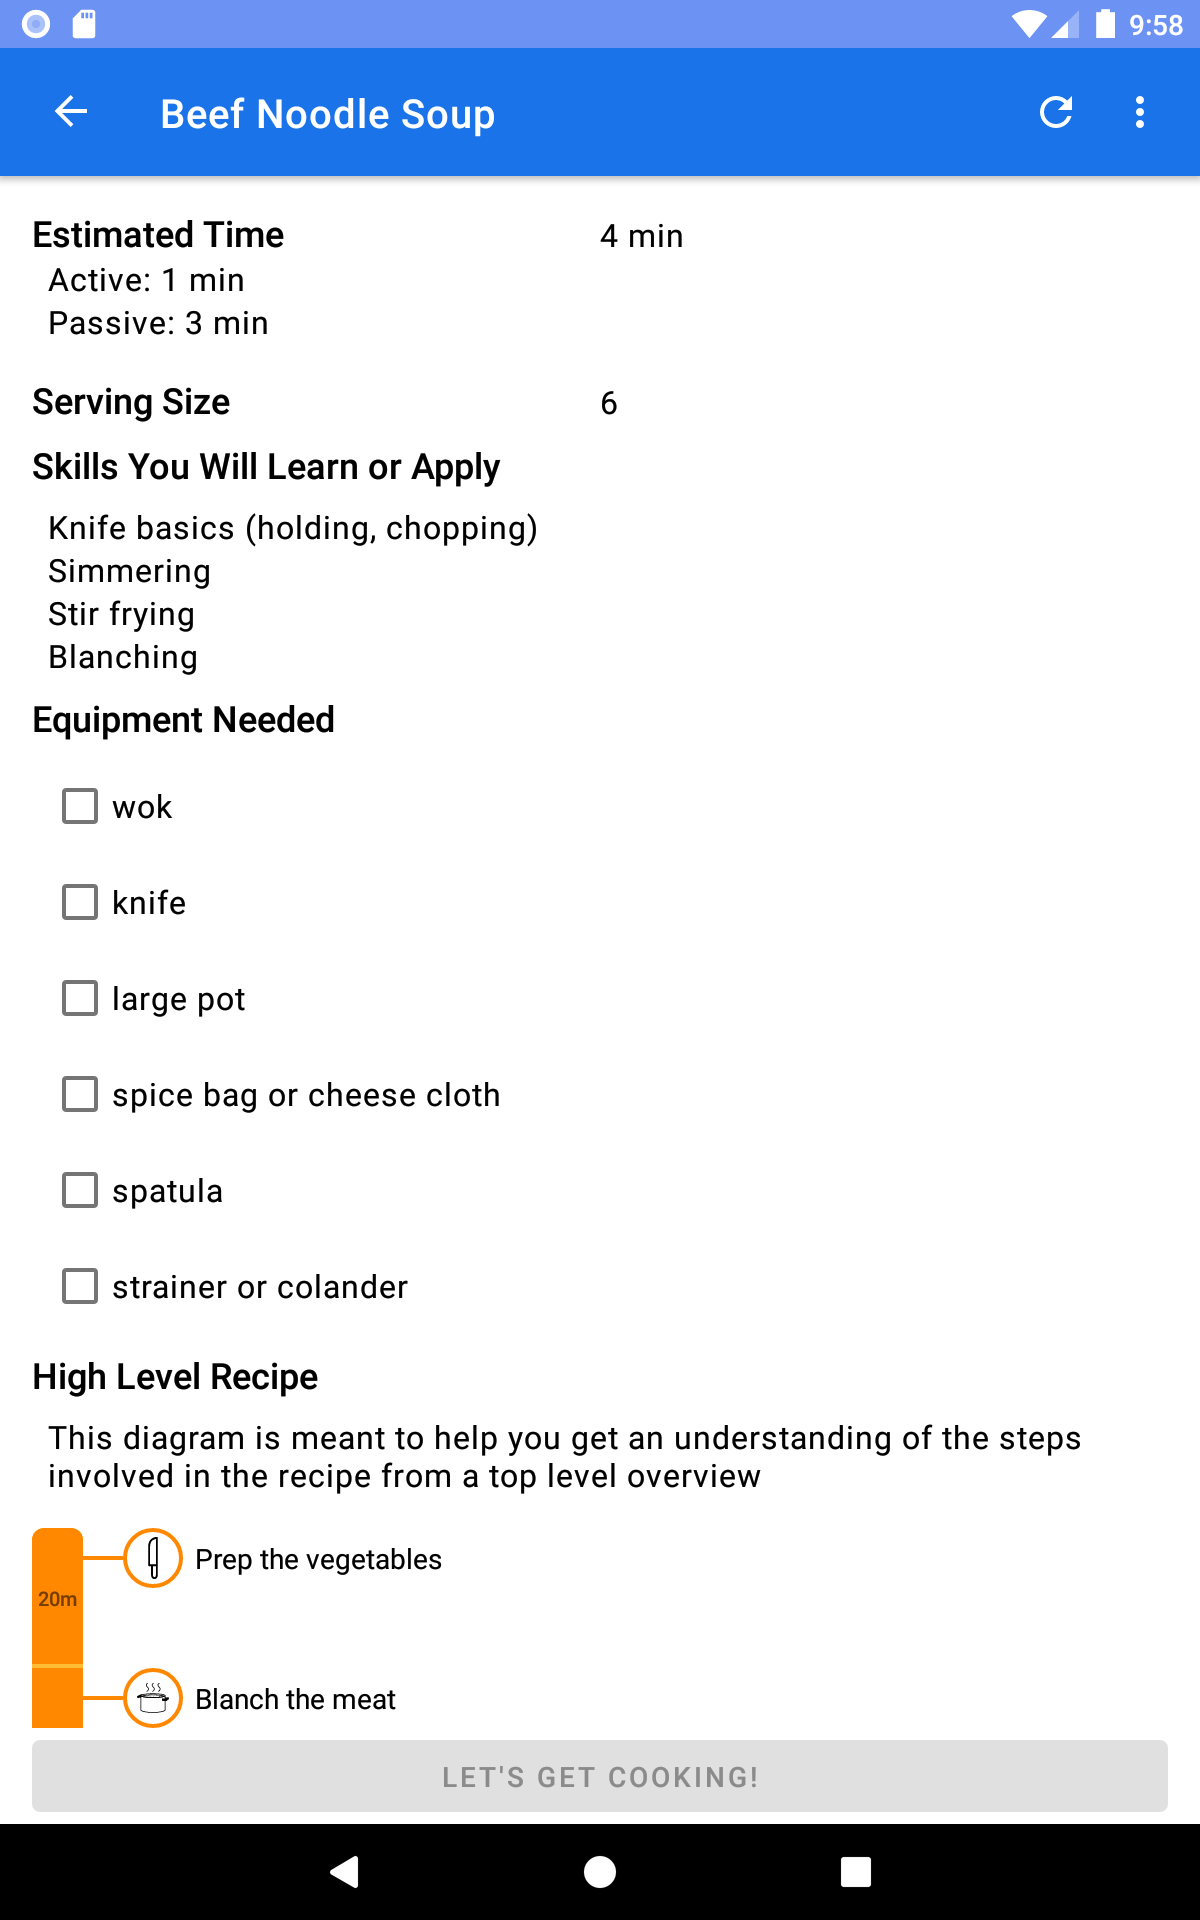 9:58
Beef Noodle Soup
Estimated Time 4 min
Active: 1 min
Passive: 3 min
Serving Size 6
Skills You Will Learn or Apply
Knife basics (holding, chopping)
Simmering
Stir frying
Blanching
Equipment Needed
wok
knife
large pot
spice bag or cheese cloth
spatula
strainer or colander
High Level Recipe
This diagram is meant to help you get an understanding of the steps
involved in the recipe from a top level overview
Prep the vegetables
20m
Blanch the meat
LET'S GET COOKING!